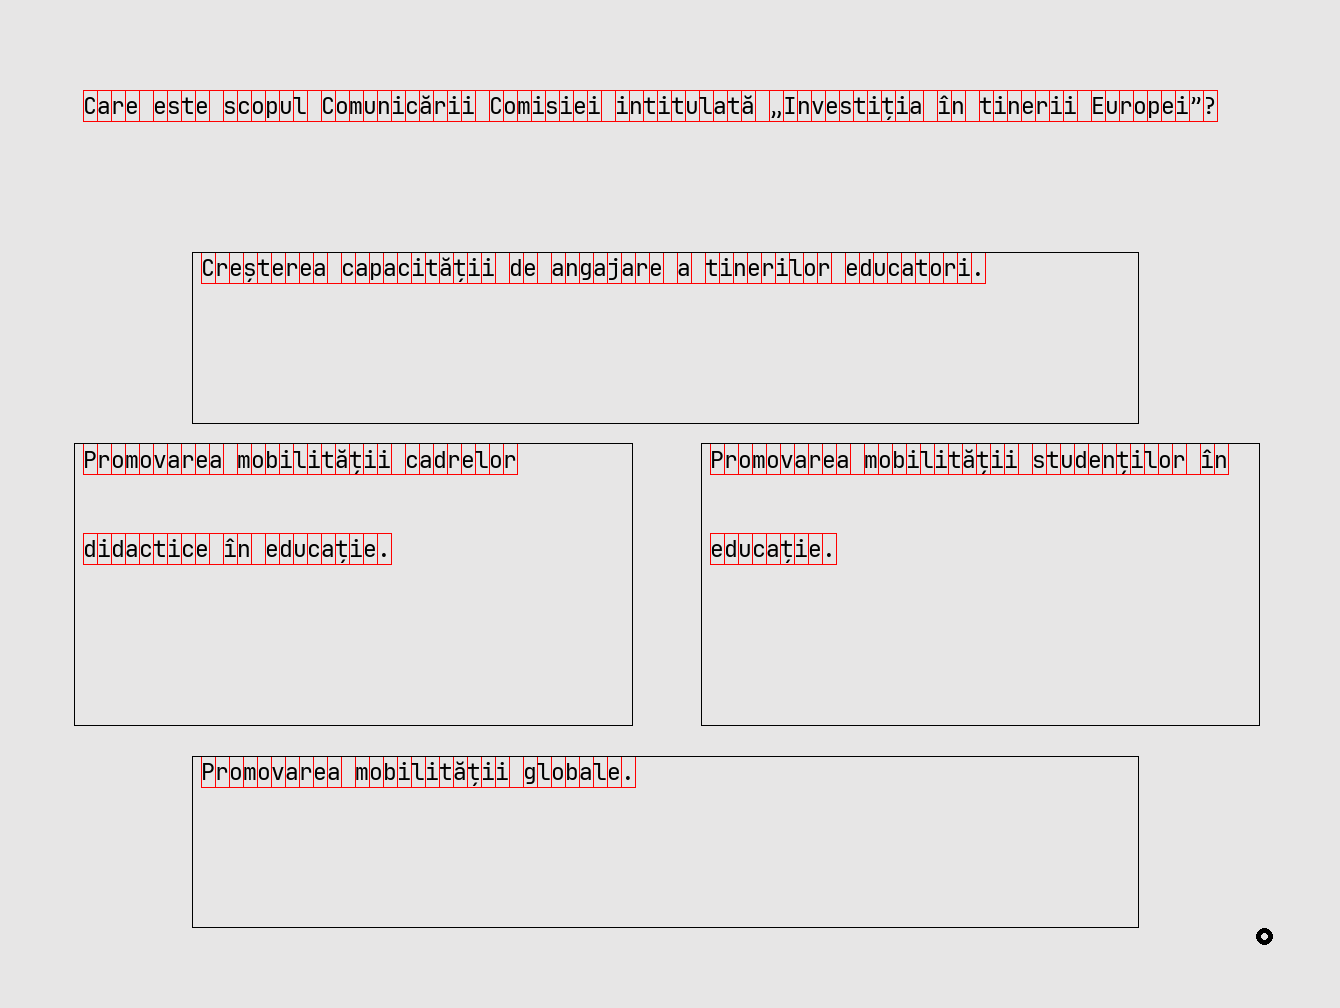 Care este scopul Comunicării Comisiei intitulată „Investiția în tinerii Europei”?
Creșterea capacității de angajare a tinerilor educatori.
Promovarea mobilității cadrelor
didactice în educație.
Promovarea mobilității studenților în
educație.
Promovarea mobilității globale.